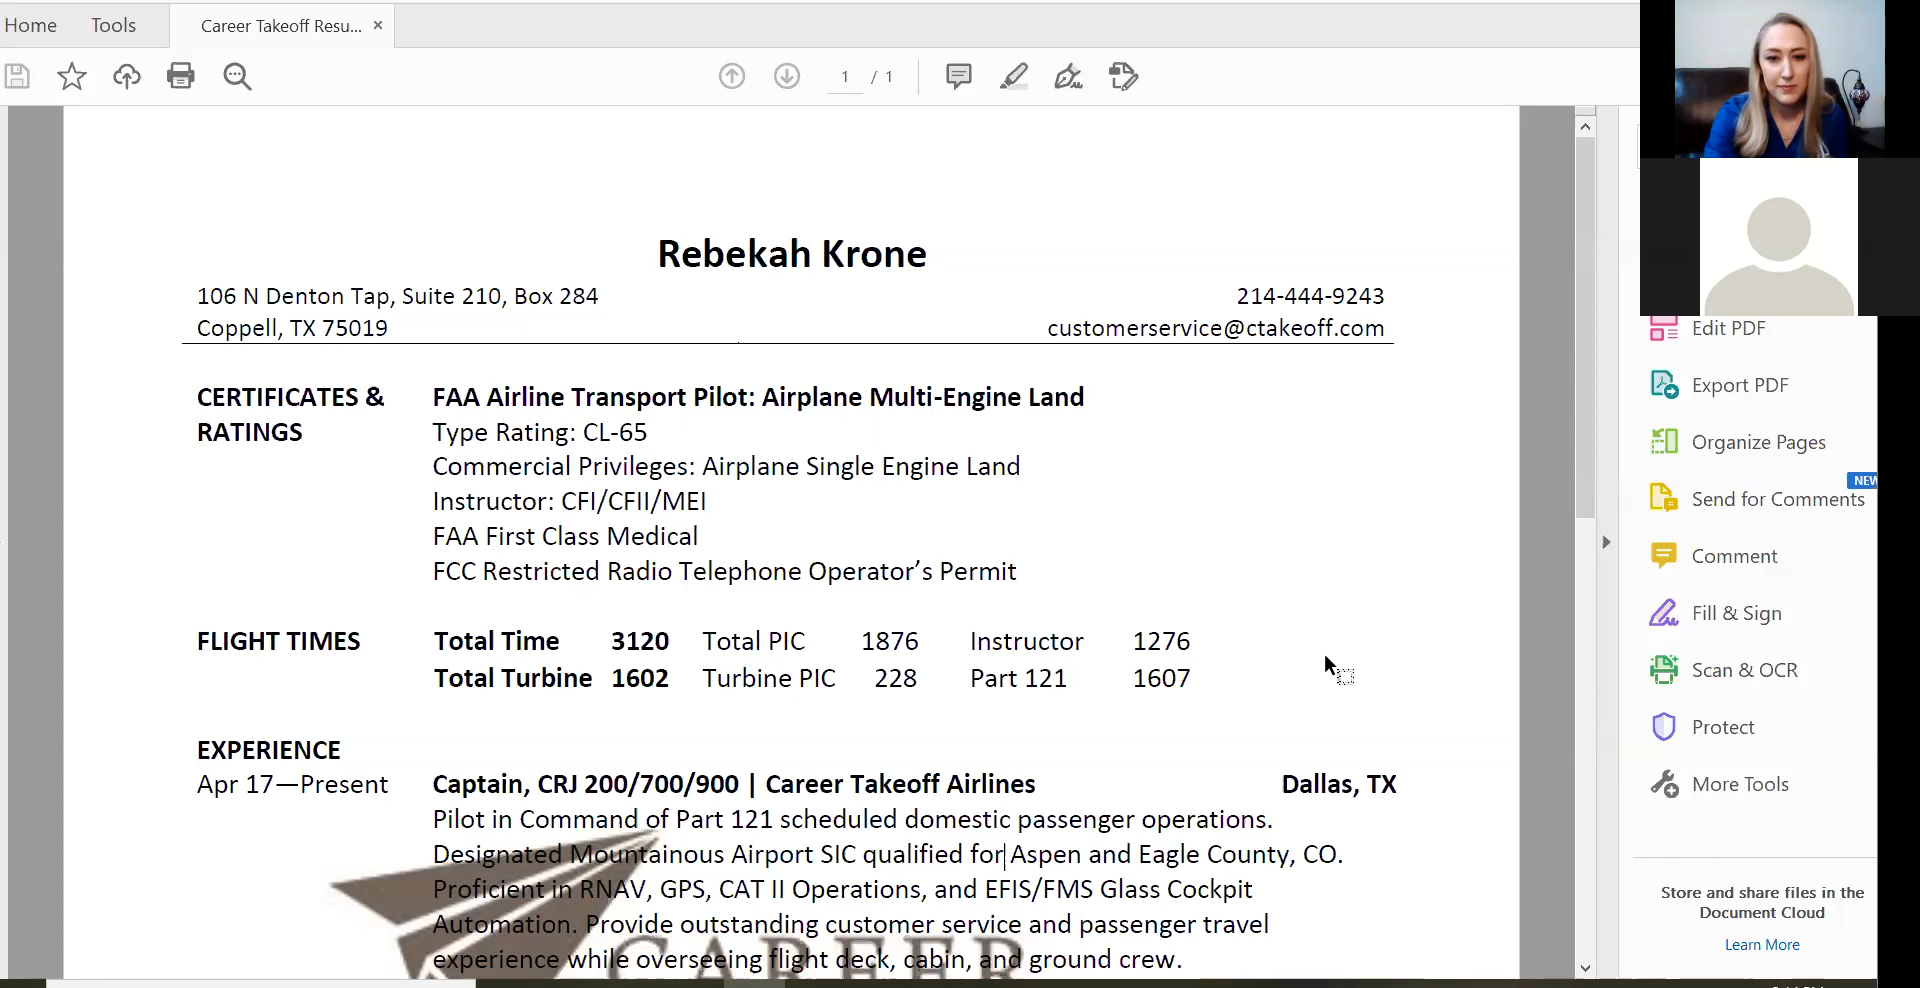 Home Tools Career Takeoff Resu... ×
1 / 1
Rebekah Krone
106 N Denton Tap, Suite 210, Box 284 214-444-9243
Coppell, TX 75019 customerservice@ctakeoff.com
CERTIFICATES & FAA Airline Transport Pilot: Airplane Multi-Engine Land
RATINGS Type Rating: CL-65
Commercial Privileges: Airplane Single Engine Land
Instructor: CFI/CFII/MEI
FAA First Class Medical
FCC Restricted Radio Telephone Operator’s Permit
FLIGHT TIMES Total Time 3120 Total PIC 1876 Instructor 1276
Total Turbine 1602 Turbine PIC 228 Part 121 1607
EXPERIENCE
Apr 17—Present Captain, CRJ 200/700/900 | Career Takeoff Airlines Dallas, TX
Pilot in Command of Part 121 scheduled domestic passenger operations.
Designated Mountainous Airport SIC qualified for Aspen and Eagle County, CO.
Proficient in RNAV, GPS, CAT II Operations, and EFIS/FMS Glass Cockpit
Automation. Provide outstanding customer service and passenger travel
experience while overseeing flight deck, cabin, and ground crew.
CAREER
Edit PDF
Export PDF
Organize Pages
NEW
Send for Comments
Comment
Fill & Sign
Scan & OCR
Protect
More Tools
Store and share files in the
Document Cloud
Learn More